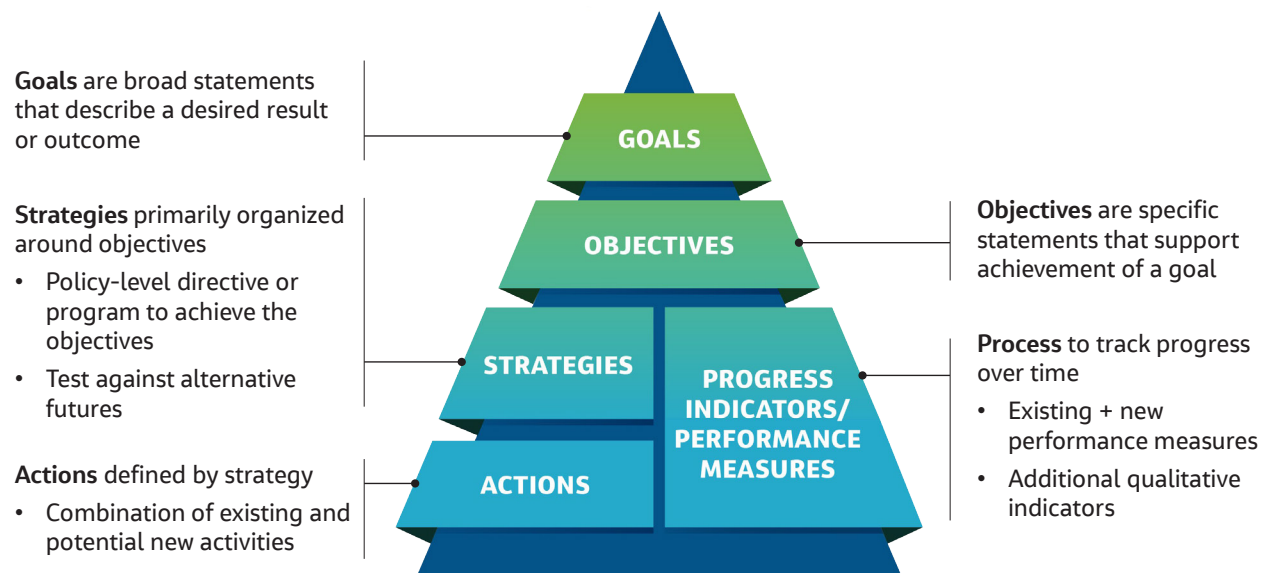 Goals are broad statements
that describe a desired result
or outcome
GOALS
Strategies primarily organized
around objectives
• Policy-level directive or
program to achieve the
objectives
• Test against alternative
futures
OBJECTIVES
Objectives are specific
statements that support
achievement of a goal
STRATEGIES
PROGRESS
INDICATORS/
PERFORMANCE
MEASURES
Process to track progress
over time
• Existing + new
performance measures
• Additional qualitative
indicators
Actions defined by strategy
• Combination of existing and
potential new activities
ACTIONS